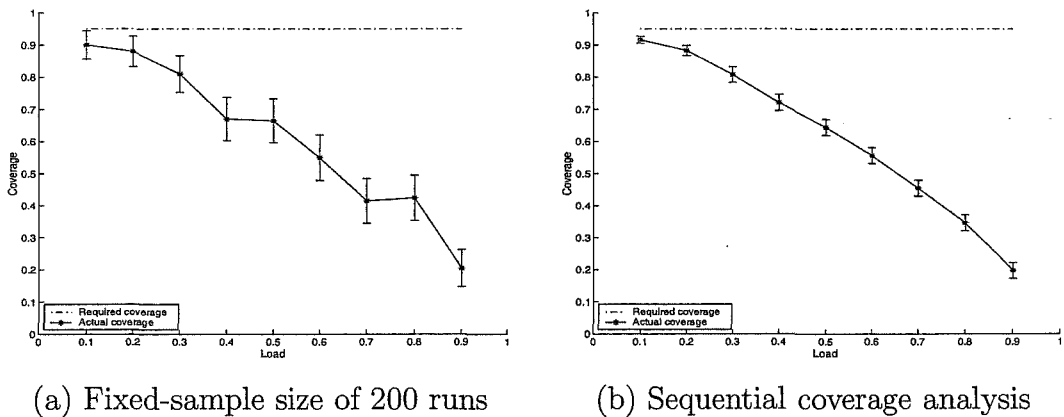 1
0.9
0.8
0.7
0.6
0.5
0.4
0.3
0.2
0.1
0
Coverage
Required coverage
Actual coverage
0 0.1 0.2 0.3 0.4 0.5 0.6 0.7 0.8 0.9 1
Load
(a) Fixed-sample size of 200 runs
1
0.9
0.8
0.7
0.6
0.5
0.4
0.3
0.2
0.1
0
Coverage
Required coverage
Actual coverage
0 0.1 0.2 0.3 0.4 0.5 0.6 0.7 0.8 0.9 1
Load
(b) Sequential coverage analysis